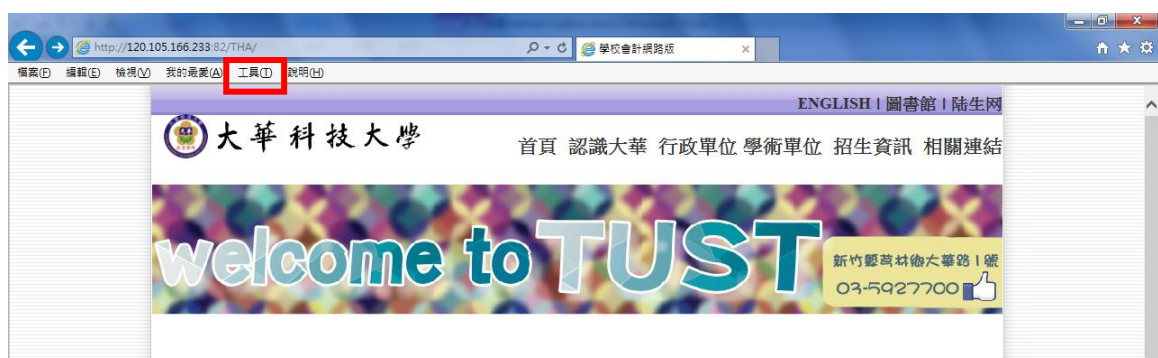 http://120.105.166.233:82/THA/
學校會計網路版
檔案(F) 編輯(E) 檢視(V) 我的最愛(A) 工具(T) 說明(H)
ENGLISH | 圖書館 | 陆生网
大華科技大學
首頁 認識大華 行政單位 學術單位 招生資訊 相關連結
welcome to TUST
新竹縣芎林鄉大華路1號
03-5927700